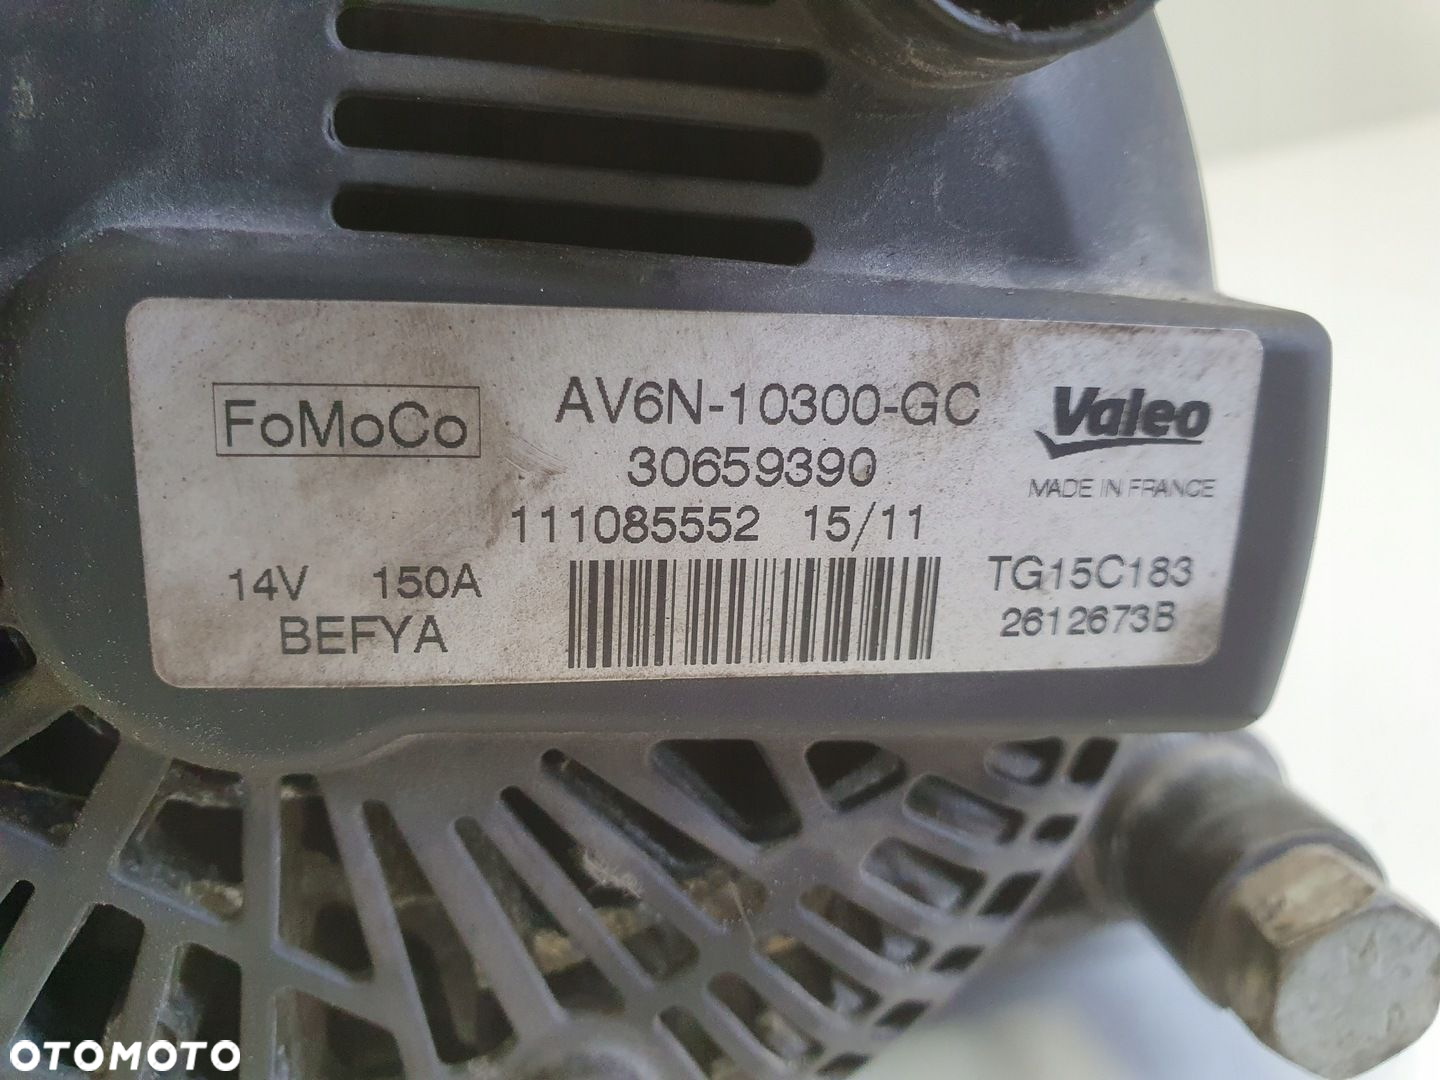 FoMoCo
AV6N-10300-GC
30659390
111085552 15/11
Valeo
MADE IN FRANCE
14V 150A
BEFYA
TG15C183
2612673B
OTOMOTO